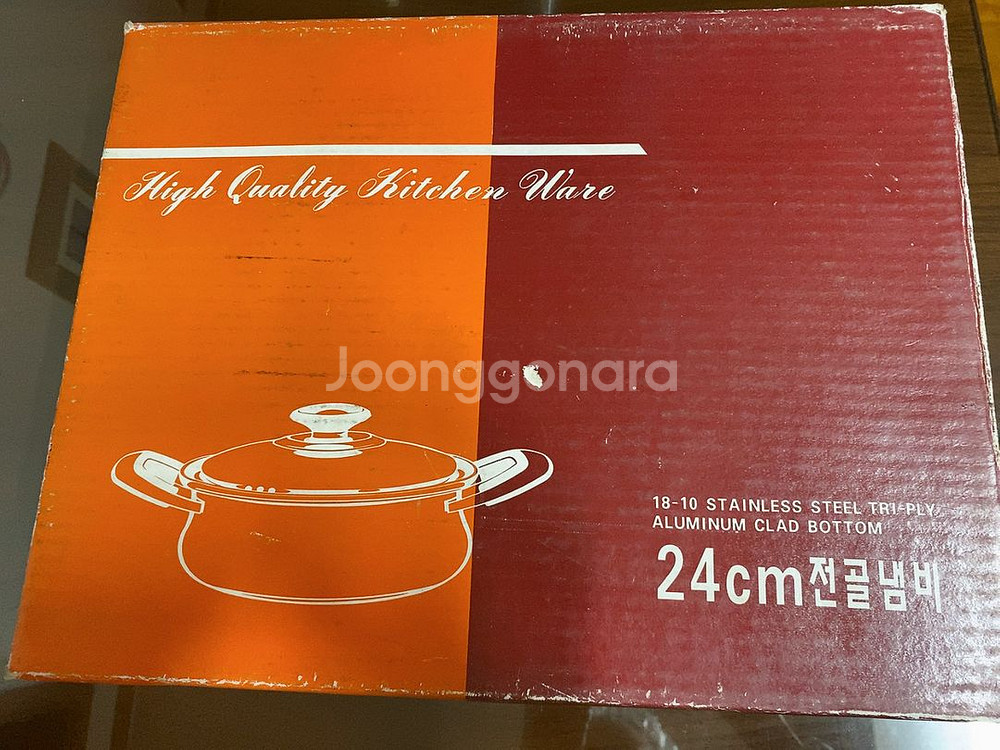 High Quality Kitchen Ware
Joonggonara
18-10 STAINLESS STEEL TRI-PLY
ALUMINUM CLAD BOTTOM
24cm전골냄비